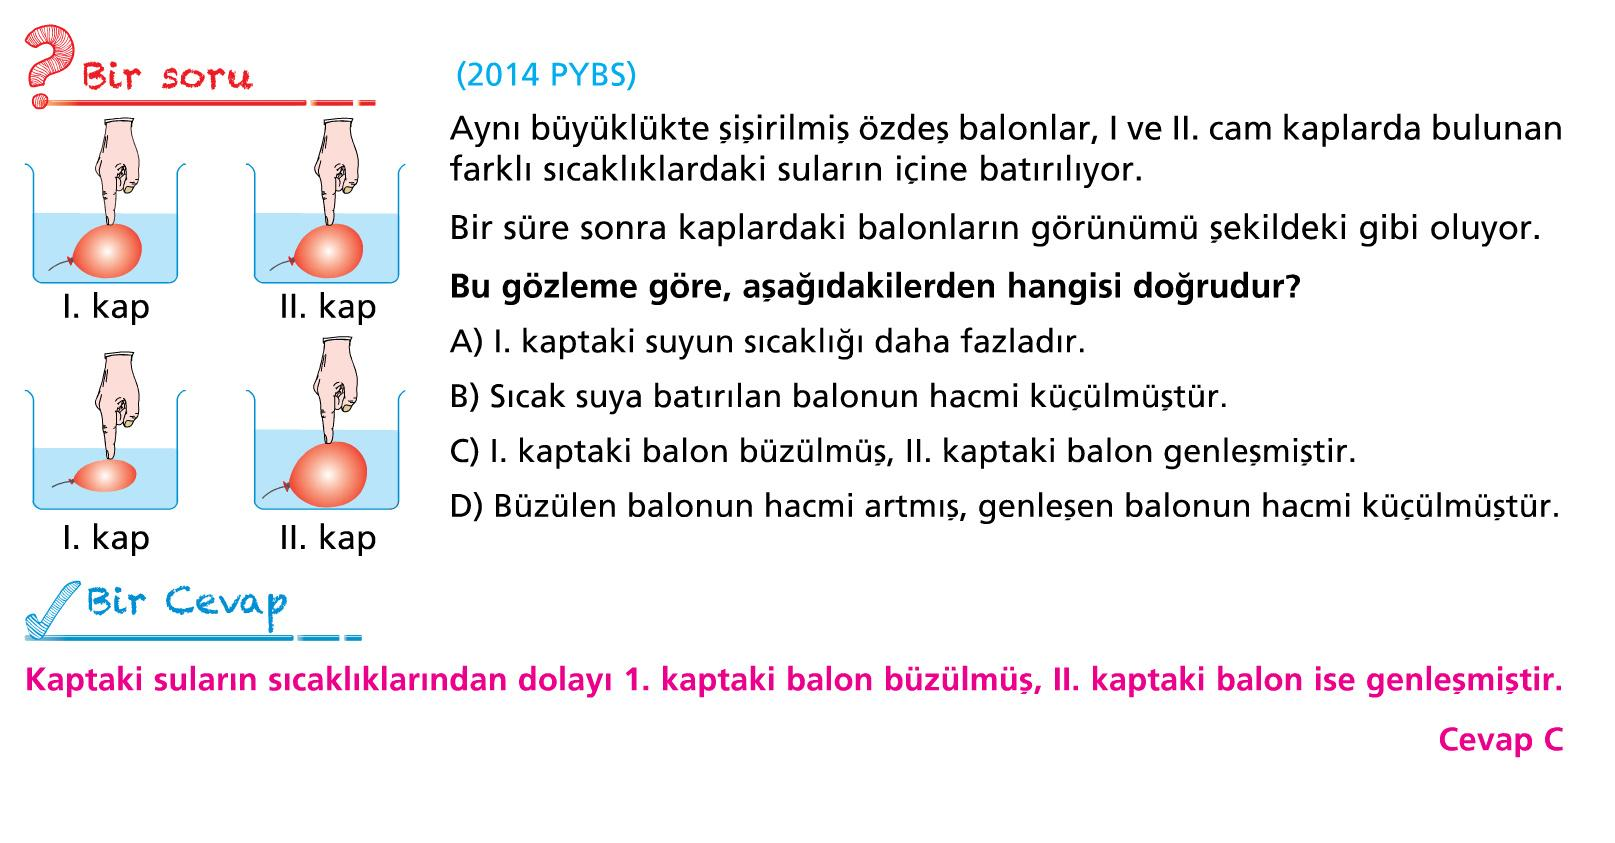 Bir soru
(2014 PYBS)
Aynı büyüklükte şişirilmiş özdeş balonlar, I ve II. cam kaplarda bulunan
farklı sıcaklıklardaki suların içine batırılıyor.
Bir süre sonra kaplardaki balonların görünümü şekildeki gibi oluyor.
Bu gözleme göre, aşağıdakilerden hangisi doğrudur?
A) I. kaptaki suyun sıcaklığı daha fazladır.
B) Sıcak suya batırılan balonun hacmi küçülmüştür.
C) I. kaptaki balon büzülmüş, II. kaptaki balon genleşmiştir.
D) Büzülen balonun hacmi artmış, genleşen balonun hacmi küçülmüştür.
I. kap
II. kap
I. kap
II. kap
Bir Cevap
Kaptaki suların sıcaklıklarından dolayı 1. kaptaki balon büzülmüş, II. kaptaki balon ise genleşmiştir.
Cevap C